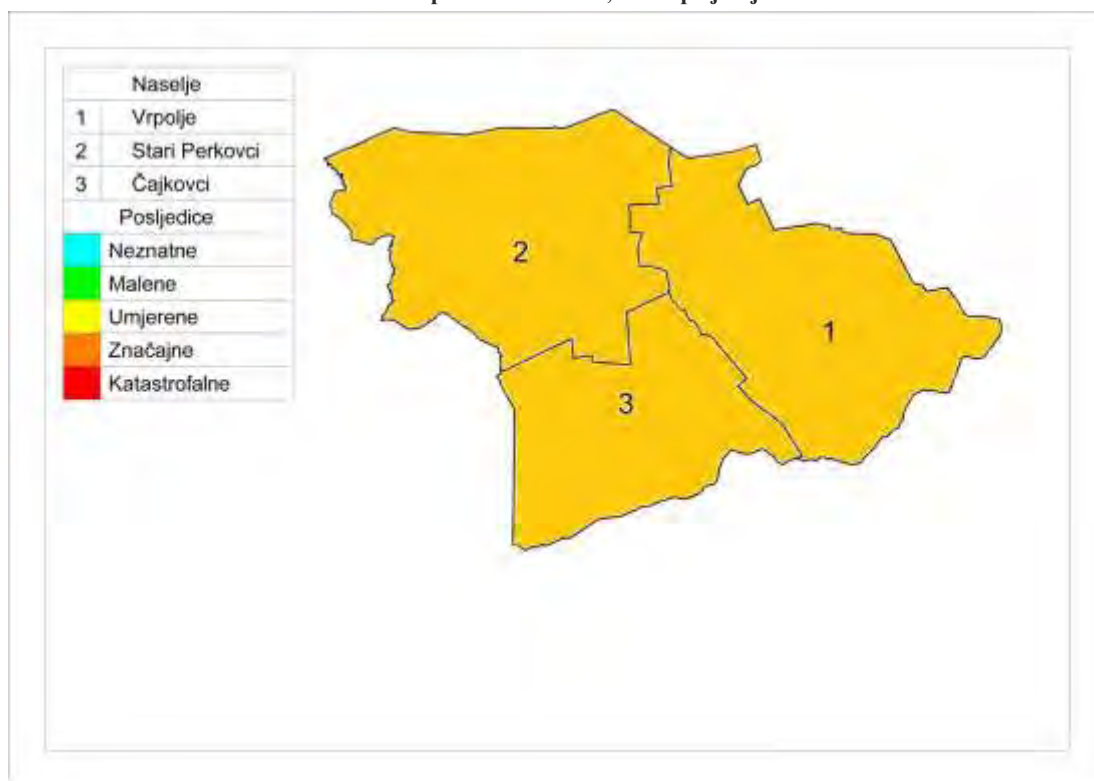 Naselje
1 Vrpolje
2 Stari Perkovci
3 Čajkovci
Posljedice
Neznatne
Malene
Umjerene
Značajne
Katastrofalne
2
1
3